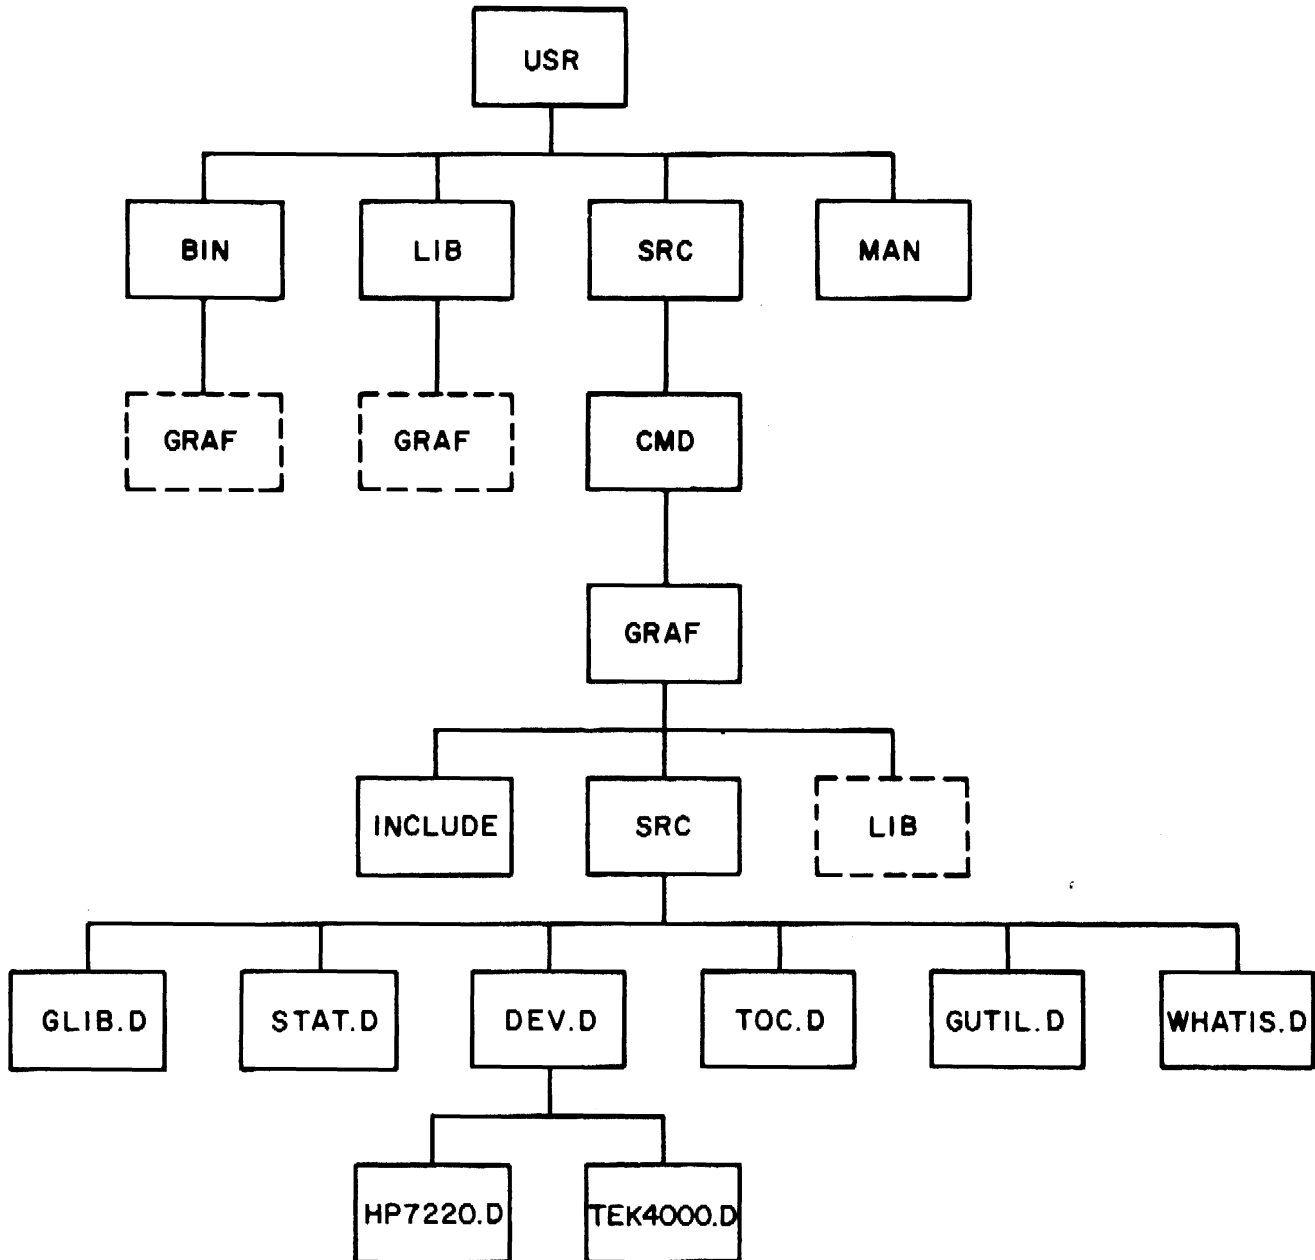 USR
BIN
LIB
SRC
MAN
GRAF
GRAF
CMD
GRAF
INCLUDE
SRC
LIB
GLIB.D
STAT.D
DEV.D
TOC.D
GUTIL.D
WHATIS.D
HP7220.D
TEK4000.D